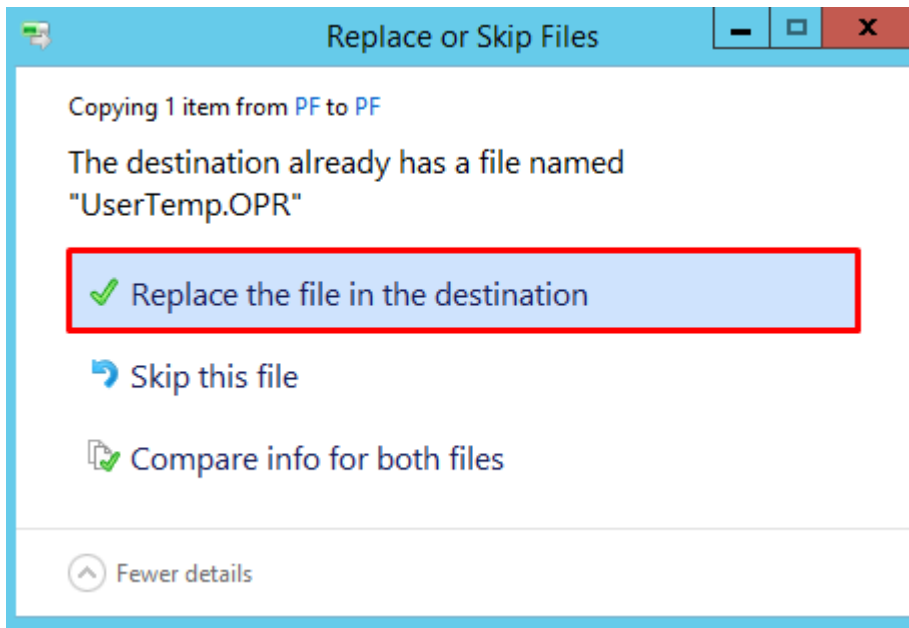 Replace or Skip Files
Copying 1 item from PF to PF
The destination already has a file named
"UserTemp.OPR"
Replace the file in the destination
Skip this file
Compare info for both files
Fewer details